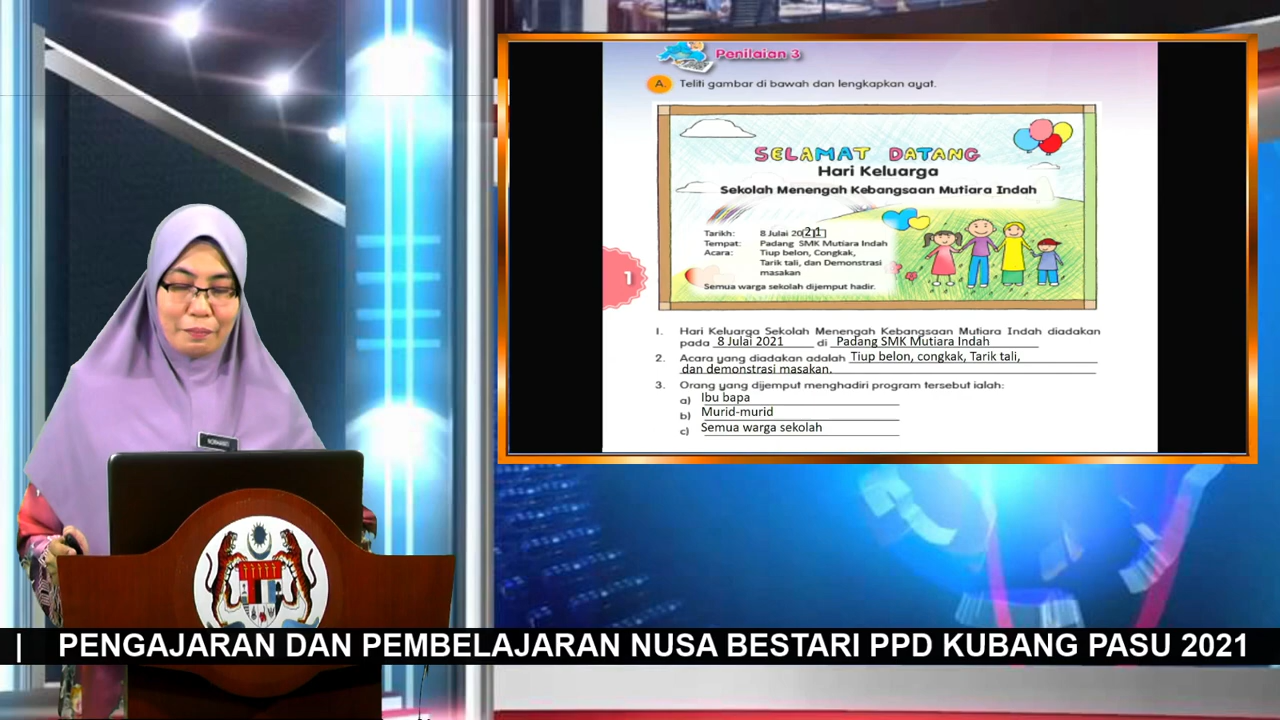 Penilaian 3
A. Teliti gambar di bawah dan lengkapkan ayat.
SELAMAT DATANG
Hari Keluarga
Sekolah Menengah Kebangsaan Mutiara Indah
Tarikh: 8 Julai 2021
Tempat: Padang SMK Mutiara Indah
Acara: Tiup belon, Congkak,
Tarik tali, dan Demonstrasi
masakan
Semua warga sekolah dijemput hadir.
1
1. Hari Keluarga Sekolah Menengah Kebangsaan Mutiara Indah diadakan
pada 8 Julai 2021 di Padang SMK Mutiara Indah
2. Acara yang diadakan adalah Tiup belon, congkak, Tarik tali,
dan demonstrasi masakan.
3. Orang yang dijemput menghadiri program tersebut ialah:
a) Ibu bapa
b) Murid-murid
c) Semua warga sekolah
| PENGAJARAN DAN PEMBELAJARAN NUSA BESTARI PPD KUBANG PASU 2021